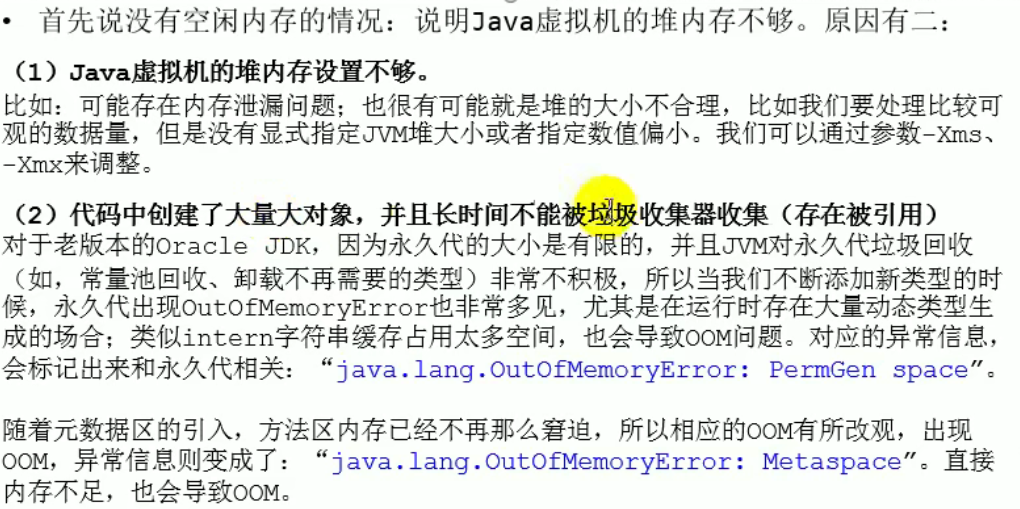 • 首先说没有空闲内存的情况：说明Java虚拟机的堆内存不够。原因有二：
（1）Java虚拟机的堆内存设置不够。
比如：可能存在内存泄漏问题；也很有可能就是堆的大小不合理，比如我们要处理比较可
观的数据量，但是没有显式指定JVM堆大小或者指定数值偏小。我们可以通过参数-Xms、
-Xmx来调整。
（2）代码中创建了大量大对象，并且长时间不能被垃圾收集器收集（存在被引用）
对于老版本的Oracle JDK，因为永久代的大小是有限的，并且JVM对永久代垃圾回收
（如，常量池回收、卸载不再需要的类型）非常不积极，所以当我们不断添加新类型的时
候，永久代出现OutOfMemoryError也非常多见，尤其是在运行时存在大量动态类型生
成的场合；类似intern字符串缓存占用太多空间，也会导致OOM问题。对应的异常信息，
会标记出来和永久代相关：“java.lang.OutOfMemoryError: PermGen space”。
随着元数据区的引入，方法区内存已经不再那么窘迫，所以相应的OOM有所改观，出现
OOM，异常信息则变成了：“java.lang.OutOfMemoryError: Metaspace”。直接
内存不足，也会导致OOM。